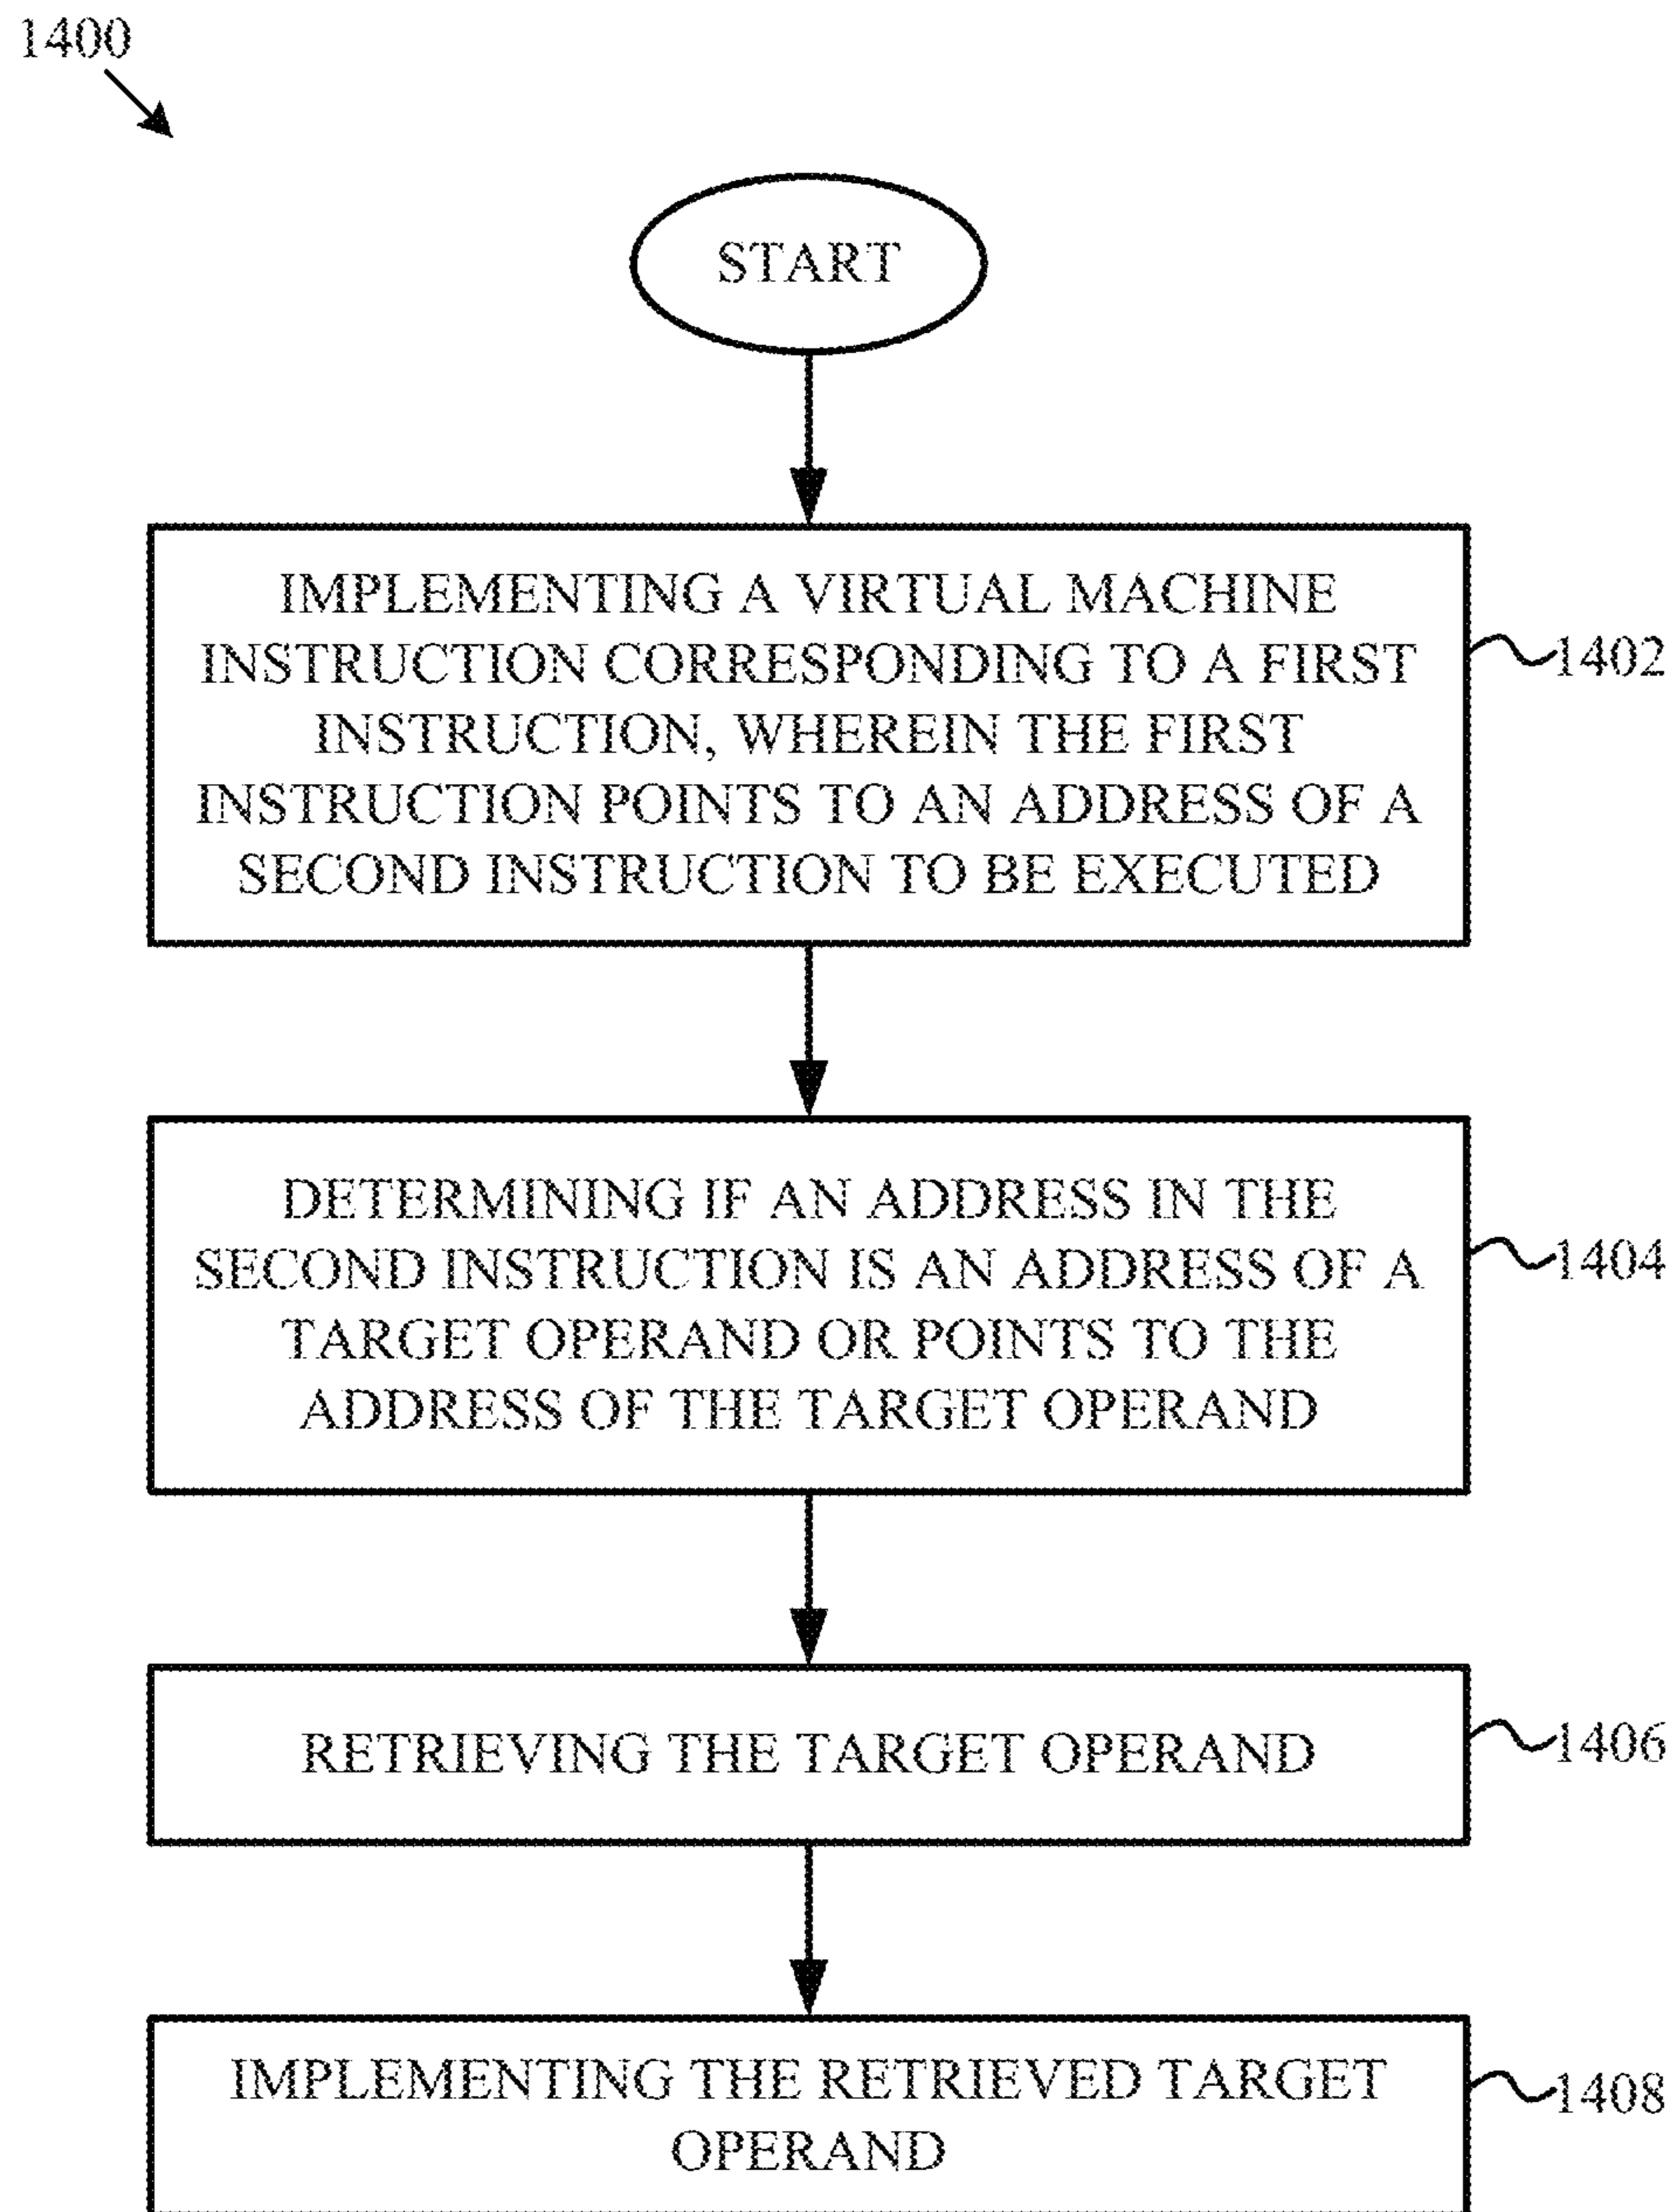 1400
START
IMPLEMENTING A VIRTUAL MACHINE
INSTRUCTION CORRESPONDING TO A FIRST
INSTRUCTION, WHEREIN THE FIRST
INSTRUCTION POINTS TO AN ADDRESS OF A
SECOND INSTRUCTION TO BE EXECUTED
1402
DETERMINING IF AN ADDRESS IN THE
SECOND INSTRUCTION IS AN ADDRESS OF A
TARGET OPERAND OR POINTS TO THE
ADDRESS OF THE TARGET OPERAND
1404
RETRIEVING THE TARGET OPERAND
1406
IMPLEMENTING THE RETRIEVED TARGET
OPERAND
1408